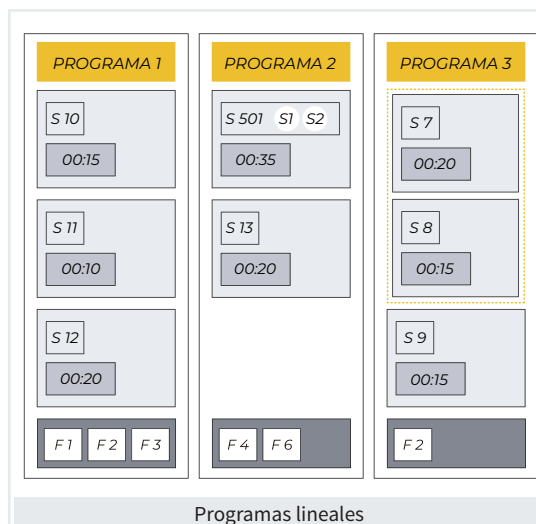 PROGRAMA 1
S 10
00:15
S 11
00:10
S 12
00:20
F 1 F 2 F 3
PROGRAMA 2
S 501 S1 S2
00:35
S 13
00:20
F 4 F 6
PROGRAMA 3
S 7
00:20
S 8
00:15
S 9
00:15
F 2
Programas lineales